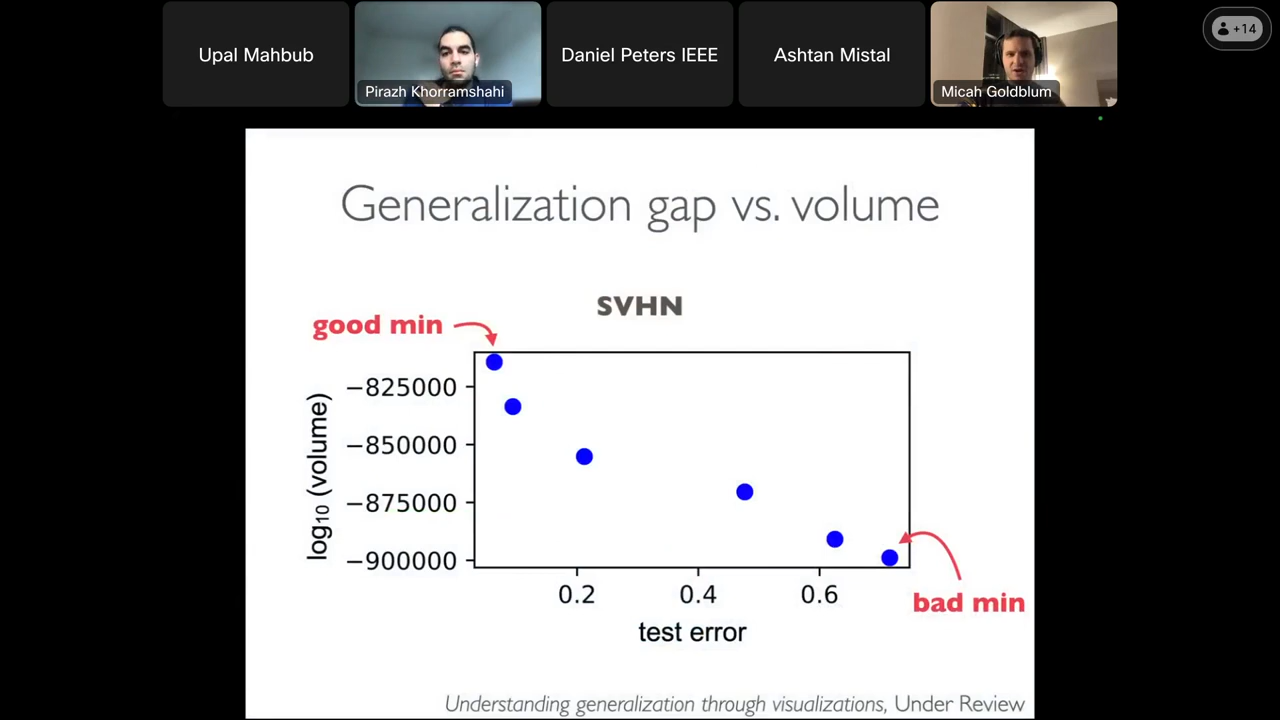 Upal Mahbub
Pirazh Khorramshahi
Daniel Peters IEEE
Ashtan Mistal
Micah Goldblum
+14
Generalization gap vs. volume
SVHN
good min
−825000
−850000
−875000
−900000
log₁₀ (volume)
0.2 0.4 0.6
bad min
test error
Understanding generalization through visualizations, Under Review